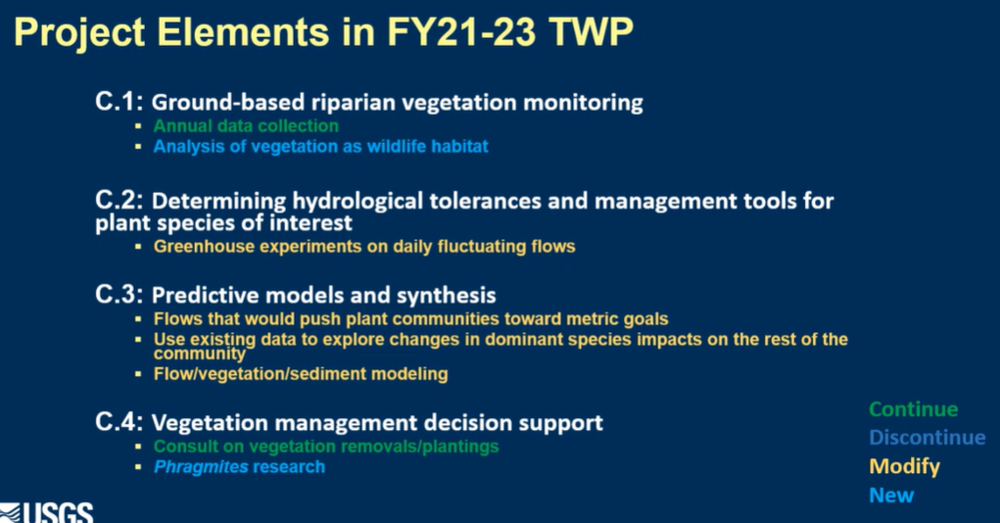 Project Elements in FY21-23 TWP
C.1: Ground-based riparian vegetation monitoring
▪ Annual data collection
▪ Analysis of vegetation as wildlife habitat
C.2: Determining hydrological tolerances and management tools for
plant species of interest
▪ Greenhouse experiments on daily fluctuating flows
C.3: Predictive models and synthesis
▪ Flows that would push plant communities toward metric goals
▪ Use existing data to explore changes in dominant species impacts on the rest of the
community
▪ Flow/vegetation/sediment modeling
C.4: Vegetation management decision support
▪ Consult on vegetation removals/plantings
▪ Phragmites research
Continue
Discontinue
Modify
New
USGS